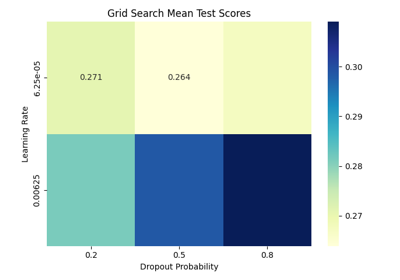 Grid Search Mean Test Scores
6.25e-05
0.271
0.264
0.00625
Learning Rate
0.2
0.5
0.8
Dropout Probability
0.30
0.29
0.28
0.27